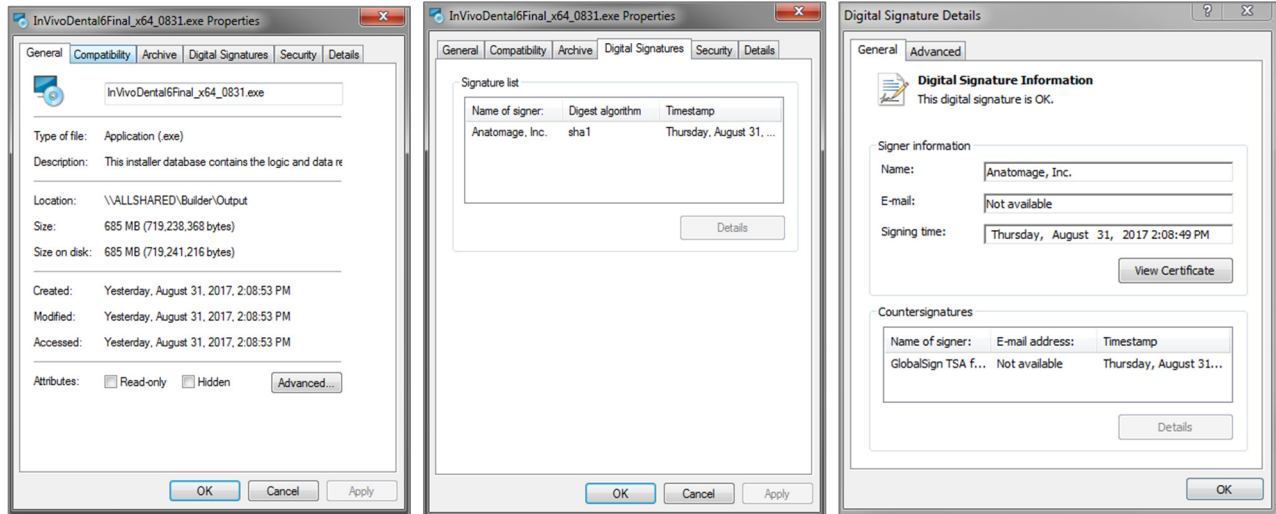 InVivoDental6Final_x64_0831.exe Properties
General Compatibility Archive Digital Signatures Security Details
InVivoDental6Final_x64_0831.exe
Type of file: Application (.exe)
Description: This installer database contains the logic and data re
Location: \\ALLSHARED\Builder\Output
Size: 685 MB (719,238,368 bytes)
Size on disk: 685 MB (719,241,216 bytes)
Created: Yesterday, August 31, 2017, 2:08:53 PM
Modified: Yesterday, August 31, 2017, 2:08:53 PM
Accessed: Yesterday, August 31, 2017, 2:08:53 PM
Attributes: Read-only Hidden Advanced...
OK Cancel Apply
InVivoDental6Final_x64_0831.exe Properties
General Compatibility Archive Digital Signatures Security Details
Signature list
Name of signer: Digest algorithm Timestamp
Anatomage, Inc. sha1 Thursday, August 31, ...
Details
OK Cancel Apply
Digital Signature Details
General Advanced
Digital Signature Information
This digital signature is OK.
Signer information
Name: Anatomage, Inc.
E-mail: Not available
Signing time: Thursday, August 31, 2017 2:08:49 PM
View Certificate
Countersignatures
Name of signer: E-mail address: Timestamp
GlobalSign TSA f... Not available Thursday, August 31...
Details
OK